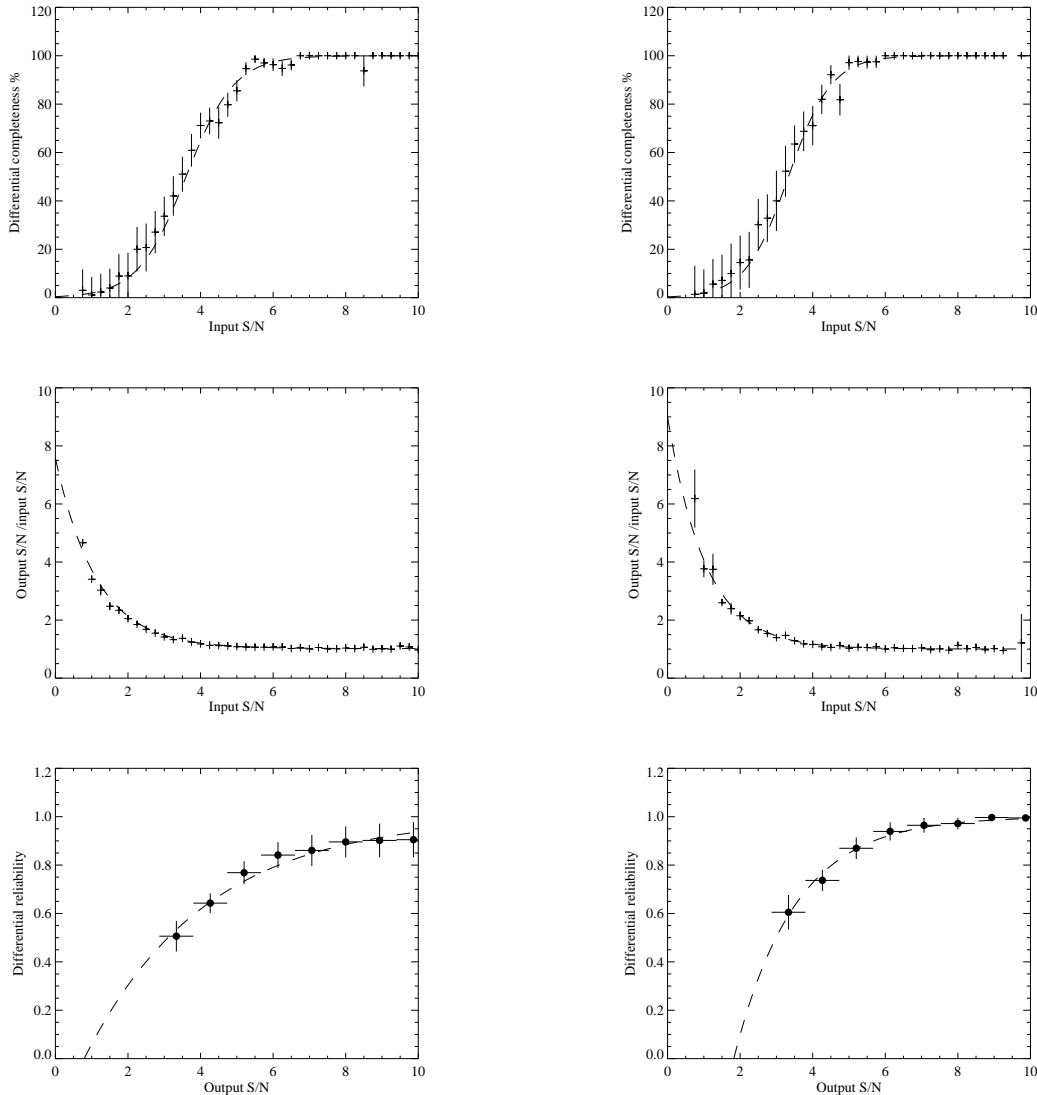 120
100
80
60
40
20
0
Differential completeness %
0 2 4 6 8 10
Input S/N
120
100
80
60
40
20
0
Differential completeness %
0 2 4 6 8 10
Input S/N
10
8
6
4
2
0
Output S/N /input S/N
0 2 4 6 8 10
Input S/N
10
8
6
4
2
0
Output S/N /input S/N
0 2 4 6 8 10
Input S/N
1.2
1.0
0.8
0.6
0.4
0.2
0.0
Differential reliability
0 2 4 6 8 10
Output S/N
1.2
1.0
0.8
0.6
0.4
0.2
0.0
Differential reliability
0 2 4 6 8 10
Output S/N